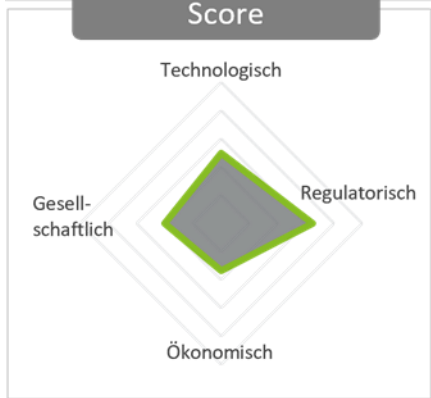 Score
Technologisch
Regulatorisch
Gesell-
schaftlich
Ökonomisch